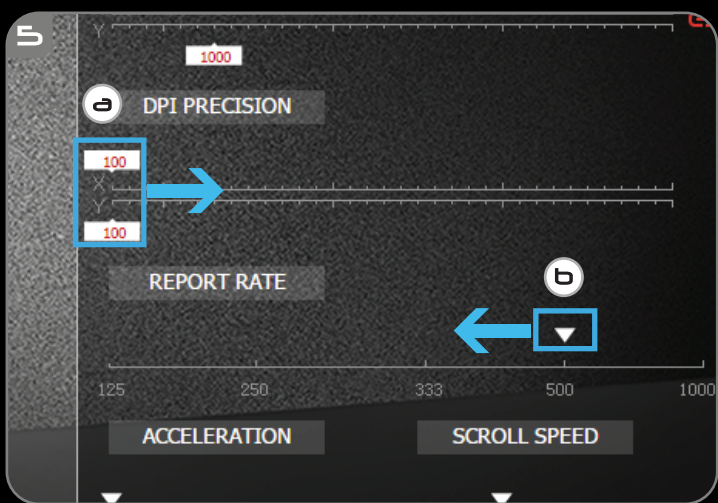 5
Y
1000
a DPI PRECISION
100
X
Y
100
REPORT RATE
b
125 250 333 500 1000
ACCELERATION SCROLL SPEED